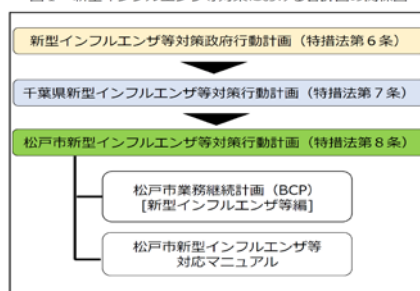 新型インフルエンザ等対策政府行動計画（特措法第６条）
千葉県新型インフルエンザ等対策行動計画（特措法第７条）
松戸市新型インフルエンザ等対策行動計画（特措法第８条）
松戸市業務継続計画（BCP）
[新型インフルエンザ等編]
松戸市新型インフルエンザ等
対応マニュアル